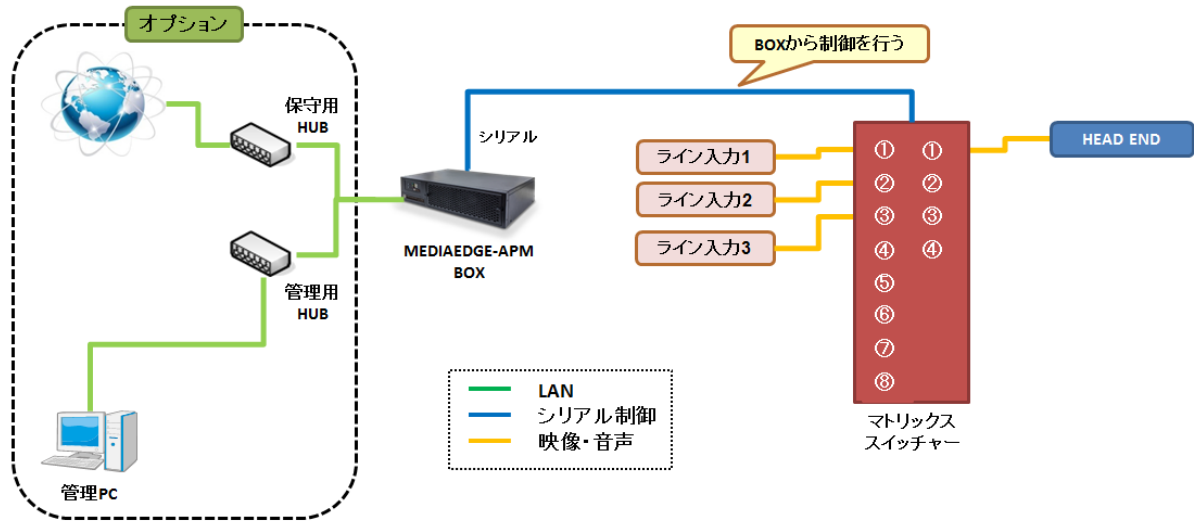 オプション
保守用
HUB
管理用
HUB
管理PC
シリアル
MEDIAEDGE-APM
BOX
BOXから制御を行う
ライン入力1
ライン入力2
ライン入力3
① ①
② ②
③ ③
④ ④
⑤
⑥
⑦
⑧
マトリックス
スイッチャー
HEAD END
LAN
シリアル制御
映像・音声